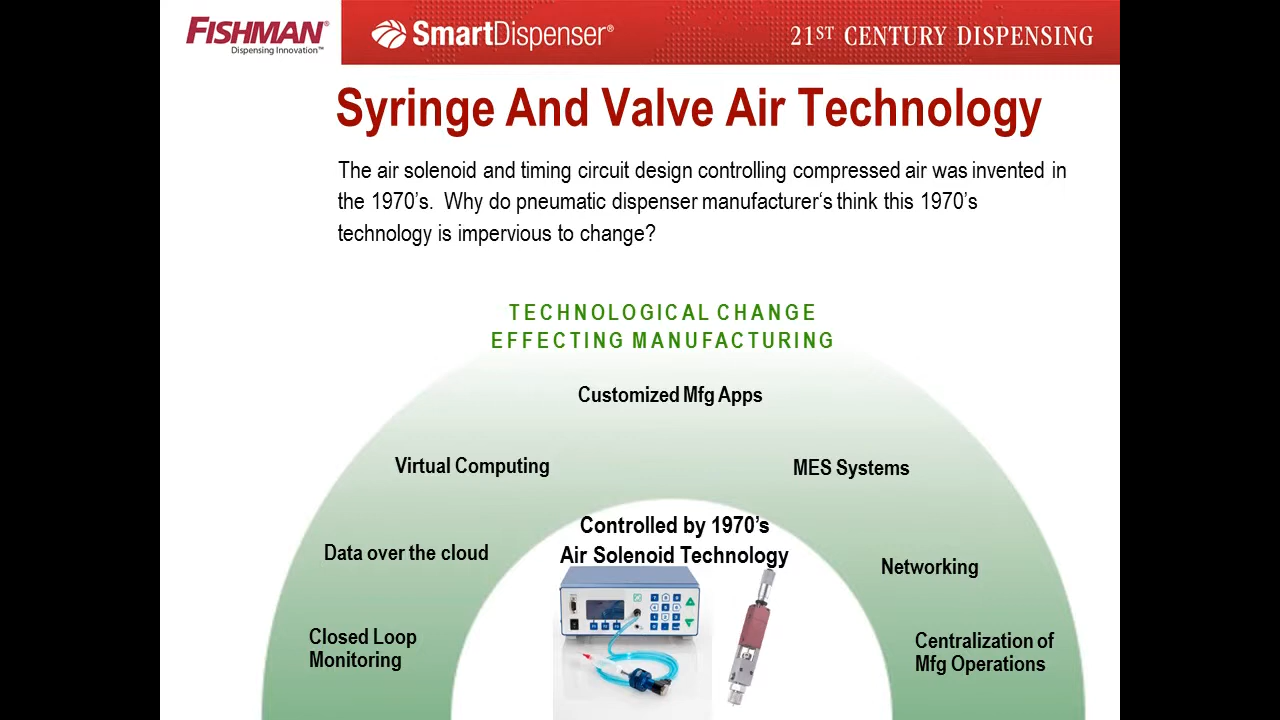 FISHMAN®
Dispensing Innovation™
SmartDispenser®
21ST CENTURY DISPENSING
Syringe And Valve Air Technology
The air solenoid and timing circuit design controlling compressed air was invented in
the 1970’s. Why do pneumatic dispenser manufacturer‘s think this 1970’s
technology is impervious to change?
TECHNOLOGICAL CHANGE
EFFECTING MANUFACTURING
Customized Mfg Apps
Virtual Computing
MES Systems
Controlled by 1970’s
Air Solenoid Technology
Data over the cloud
Networking
Closed Loop
Monitoring
Centralization of
Mfg Operations